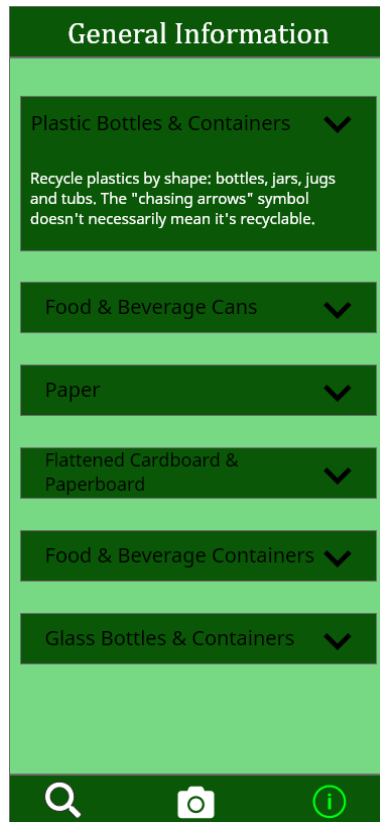 General Information
Plastic Bottles & Containers
Recycle plastics by shape: bottles, jars, jugs
and tubs. The "chasing arrows" symbol
doesn't necessarily mean it's recyclable.
Food & Beverage Cans
Paper
Flattened Cardboard &
Paperboard
Food & Beverage Containers
Glass Bottles & Containers